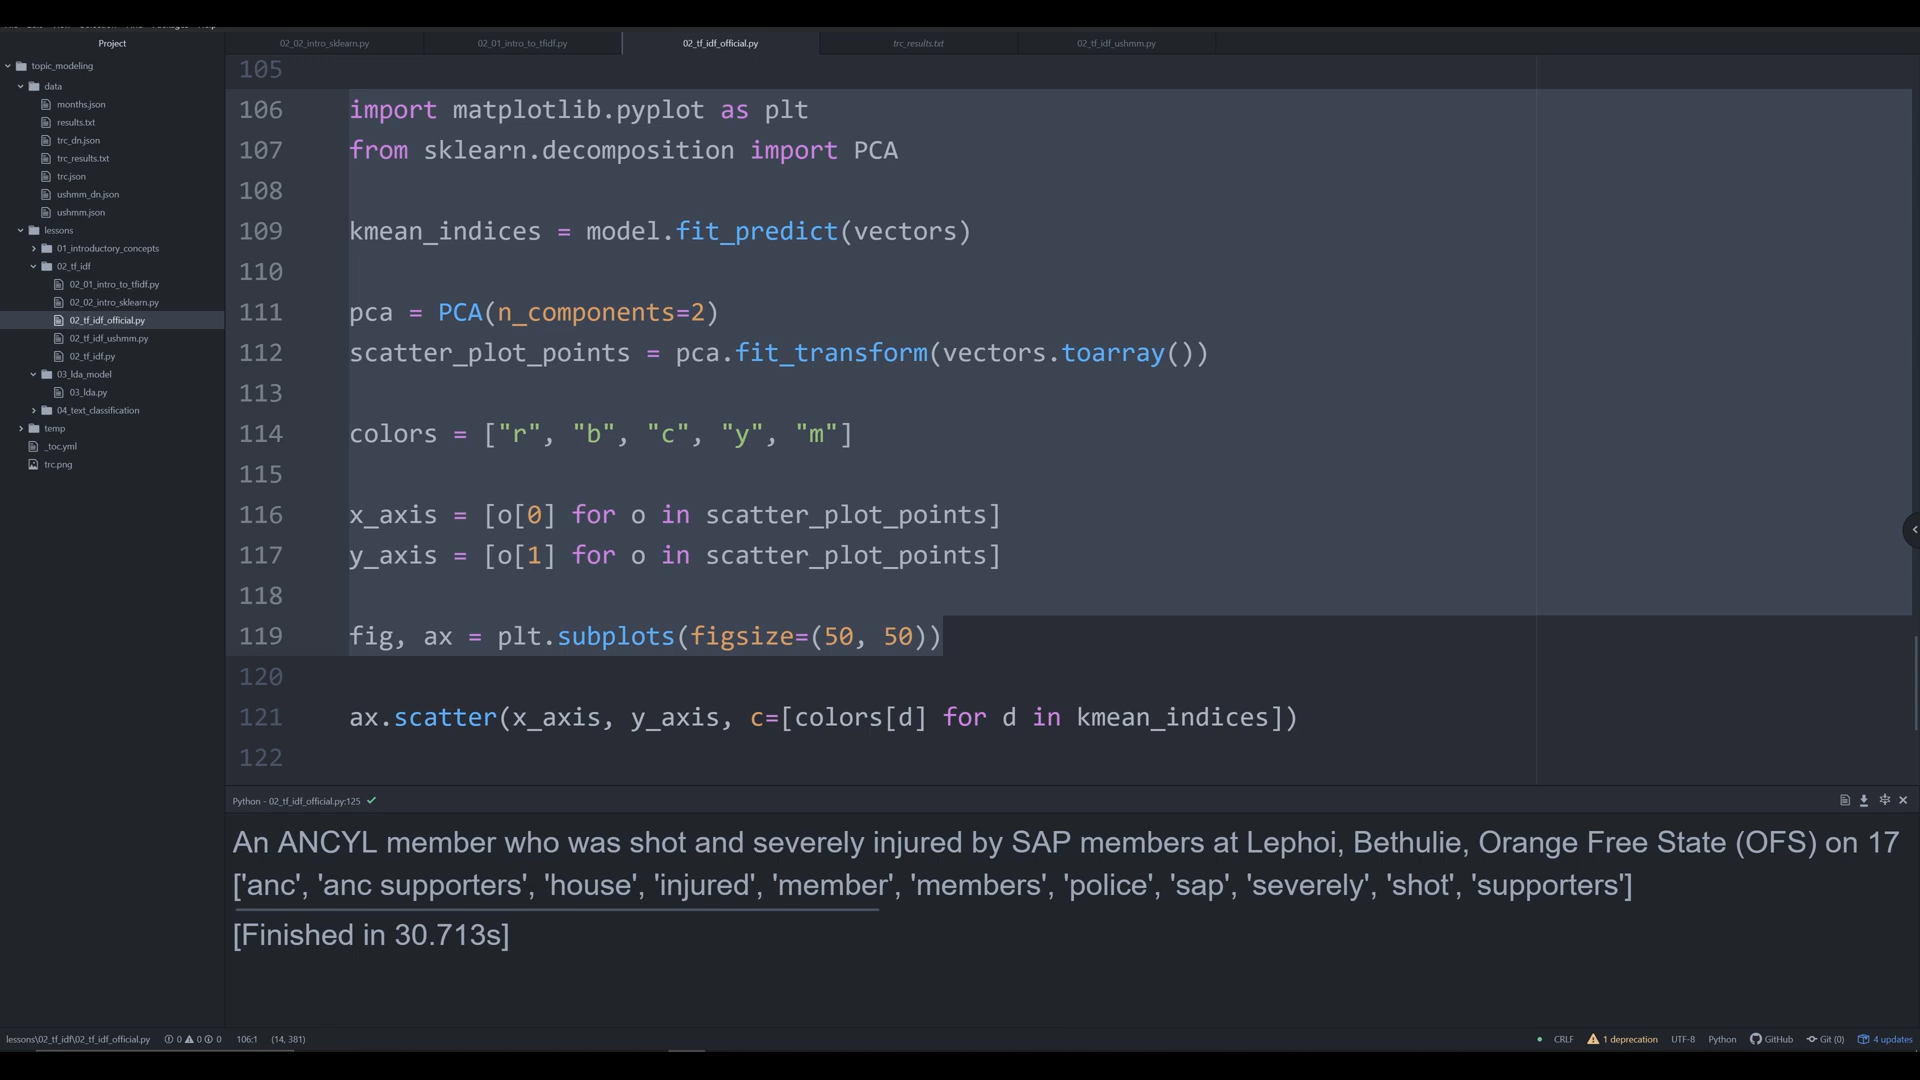 Project
02_02_intro_sklearn.py
02_01_intro_to_tfidf.py
02_tf_idf_official.py
trc_results.txt
02_tf_idf_ushmm.py
topic_modeling
data
months.json
results.txt
trc_dn.json
trc_results.txt
trc.json
ushmm_dn.json
ushmm.json
lessons
01_introductory_concepts
02_tf_idf
02_01_intro_to_tfidf.py
02_02_intro_sklearn.py
02_tf_idf_official.py
02_tf_idf_ushmm.py
02_tf_idf.py
03_lda_model
03_lda.py
04_text_classification
temp
_toc.yml
trc.png
105
106 import matplotlib.pyplot as plt
107 from sklearn.decomposition import PCA
108
109 kmean_indices = model.fit_predict(vectors)
110
111 pca = PCA(n_components=2)
112 scatter_plot_points = pca.fit_transform(vectors.toarray())
113
114 colors = ["r", "b", "c", "y", "m"]
115
116 x_axis = [o[0] for o in scatter_plot_points]
117 y_axis = [o[1] for o in scatter_plot_points]
118
119 fig, ax = plt.subplots(figsize=(50, 50))
120
121 ax.scatter(x_axis, y_axis, c=[colors[d] for d in kmean_indices])
122
Python - 02_tf_idf_official.py:125
An ANCYL member who was shot and severely injured by SAP members at Lephoi, Bethulie, Orange Free State (OFS) on 17
['anc', 'anc supporters', 'house', 'injured', 'member', 'members', 'police', 'sap', 'severely', 'shot', 'supporters']
[Finished in 30.713s]
lessons\02_tf_idf\02_tf_idf_official.py 0 0 0 106:1 (14, 381) CRLF 1 deprecation UTF-8 Python GitHub Git (0) 4 updates